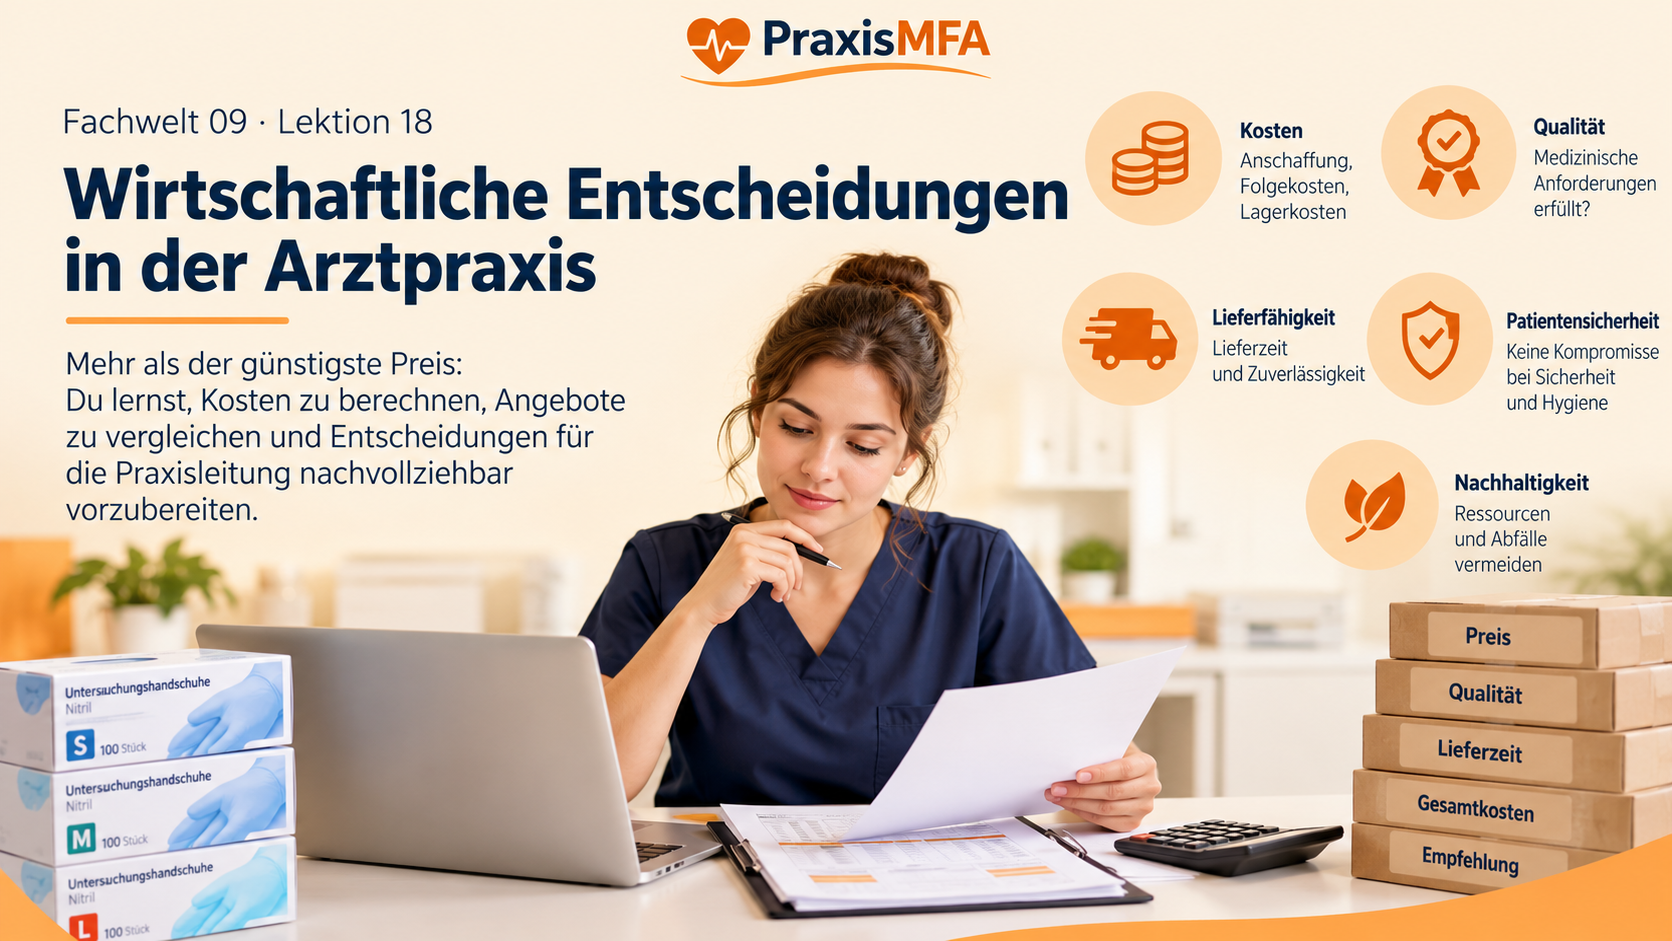 PraxisMFA
Fachwelt 09 · Lektion 18
Wirtschaftliche Entscheidungen
in der Arztpraxis
Mehr als der günstigste Preis:
Du lernst, Kosten zu berechnen, Angebote
zu vergleichen und Entscheidungen für
die Praxisleitung nachvollziehbar
vorzubereiten.
Kosten
Anschaffung,
Folgekosten,
Lagerkosten
Qualität
Medizinische
Anforderungen
erfüllt?
Lieferfähigkeit
Lieferzeit
und Zuverlässigkeit
Patientensicherheit
Keine Kompromisse
bei Sicherheit
und Hygiene
Nachhaltigkeit
Ressourcen
und Abfälle
vermeiden
Untersuchungshandschuhe
Nitril
S 100 Stück
Untersuchungshandschuhe
Nitril
M 100 Stück
Untersuchungshandschuhe
Nitril
L 100 Stück
Preis
Qualität
Lieferzeit
Gesamtkosten
Empfehlung